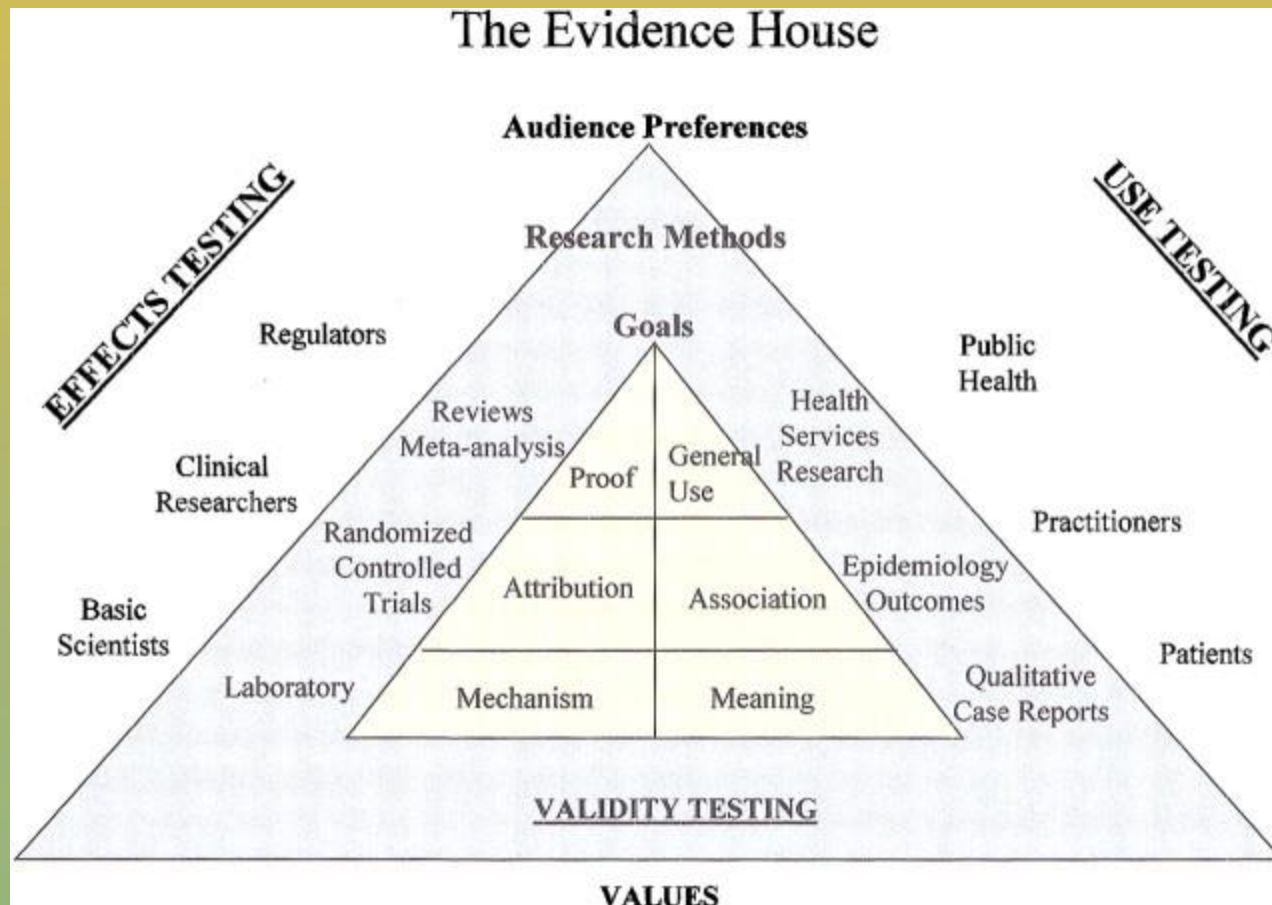 The Evidence House
Audience Preferences
EFFECTS TESTING
USE TESTING
Research Methods
Goals
Regulators
Public
Health
Reviews
Meta-analysis
Health
Services
Research
Proof
General
Use
Clinical
Researchers
Practitioners
Randomized
Controlled
Trials
Attribution
Association
Epidemiology
Outcomes
Basic
Scientists
Patients
Laboratory
Mechanism
Meaning
Qualitative
Case Reports
VALIDITY TESTING
VALUES